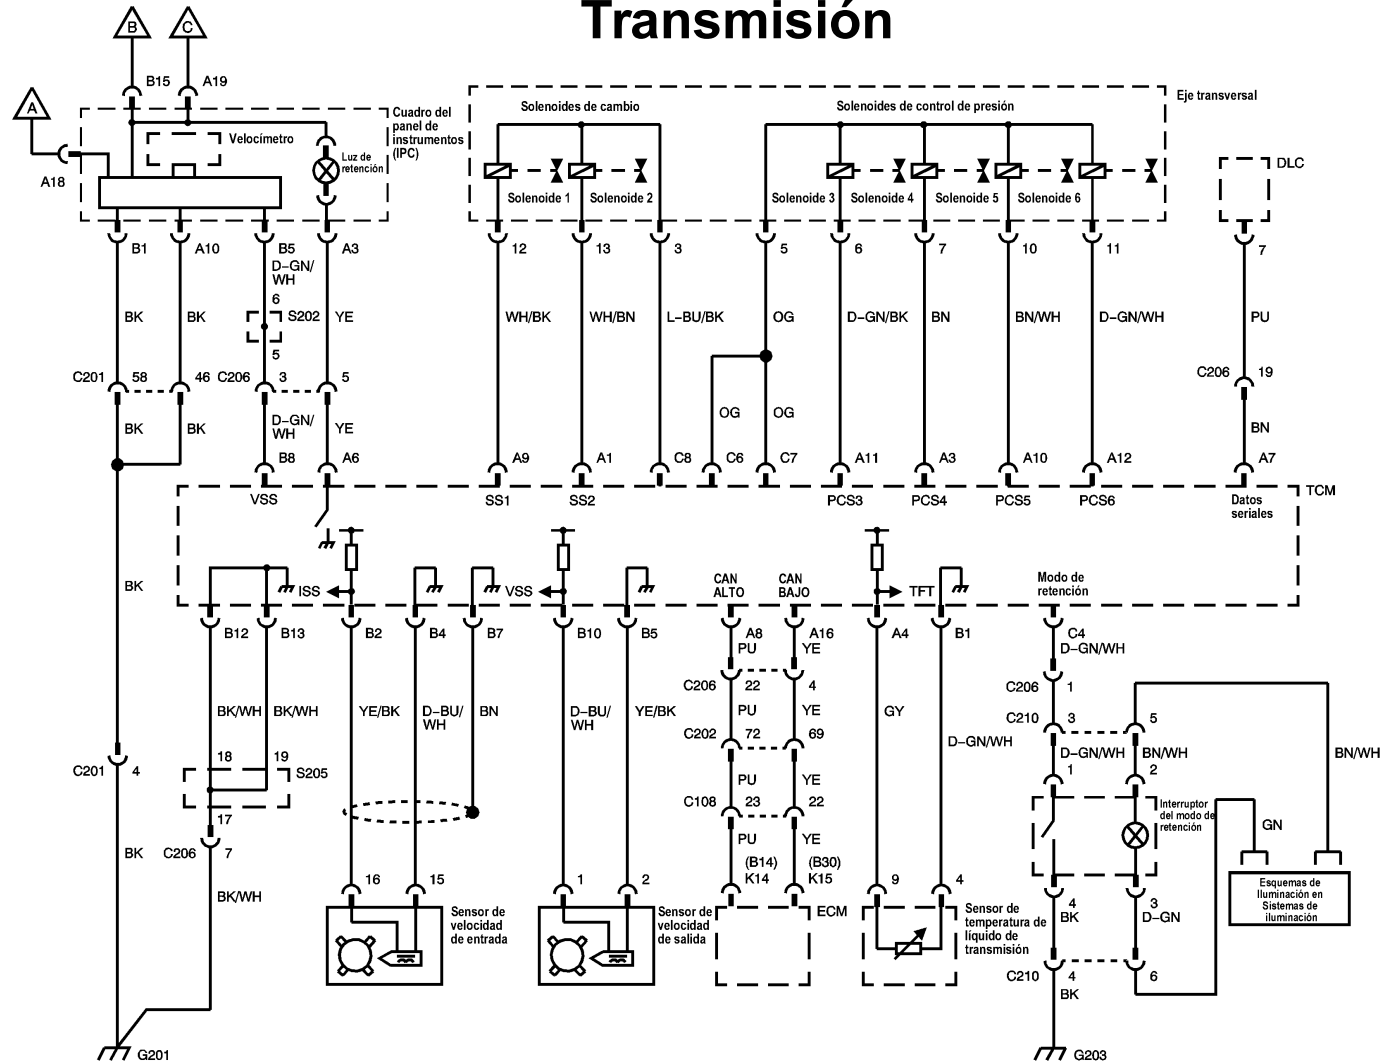 Transmisión
B
C
B15
A19
A
Cuadro del
panel de
instrumentos
(IPC)
Velocímetro
Luz de
retención
A18
B1
A10
B5
A3
D-GN/
WH
6
S202
5
BK
BK
YE
C201
58
46
C206
3
5
BK
BK
D-GN/
WH
YE
B8
A6
Solenoides de cambio
Solenoides de control de presión
Eje transversal
Solenoide 1
Solenoide 2
Solenoide 3
Solenoide 4
Solenoide 5
Solenoide 6
12
13
3
5
6
7
10
11
WH/BK
WH/BN
L-BU/BK
OG
D-GN/BK
BN
BN/WH
D-GN/WH
OG
OG
A9
A1
C8
C6
C7
A11
A3
A10
A12
DLC
7
PU
C206
19
BN
A7
VSS
SS1
SS2
PCS3
PCS4
PCS5
PCS6
Datos
seriales
TCM
ISS
VSS
CAN
ALTO
CAN
BAJO
TFT
Modo de
retención
BK
B12
B13
B2
B4
B7
B10
B5
A8
A16
A4
B1
C4
PU
YE
D-GN/WH
C206
22
4
C206
1
BK/WH
BK/WH
YE/BK
D-BU/
WH
BN
D-BU/
WH
YE/BK
PU
YE
GY
D-GN/WH
C210
3
5
C202
72
69
D-GN/WH
BN/WH
BN/WH
C201
4
18
19
S205
PU
YE
1
2
C108
23
22
Interruptor
del modo de
retención
17
GN
C206
7
BK
PU
YE
BK/WH
16
15
1
2
(B14)
K14
(B30)
K15
9
4
4
3
BK
D-GN
Esquemas de
Iluminación en
Sistemas de
iluminación
Sensor de
velocidad
de entrada
Sensor de
velocidad
de salida
ECM
Sensor de
temperatura de
líquido de
transmisión
C210
4
6
BK
G201
G203